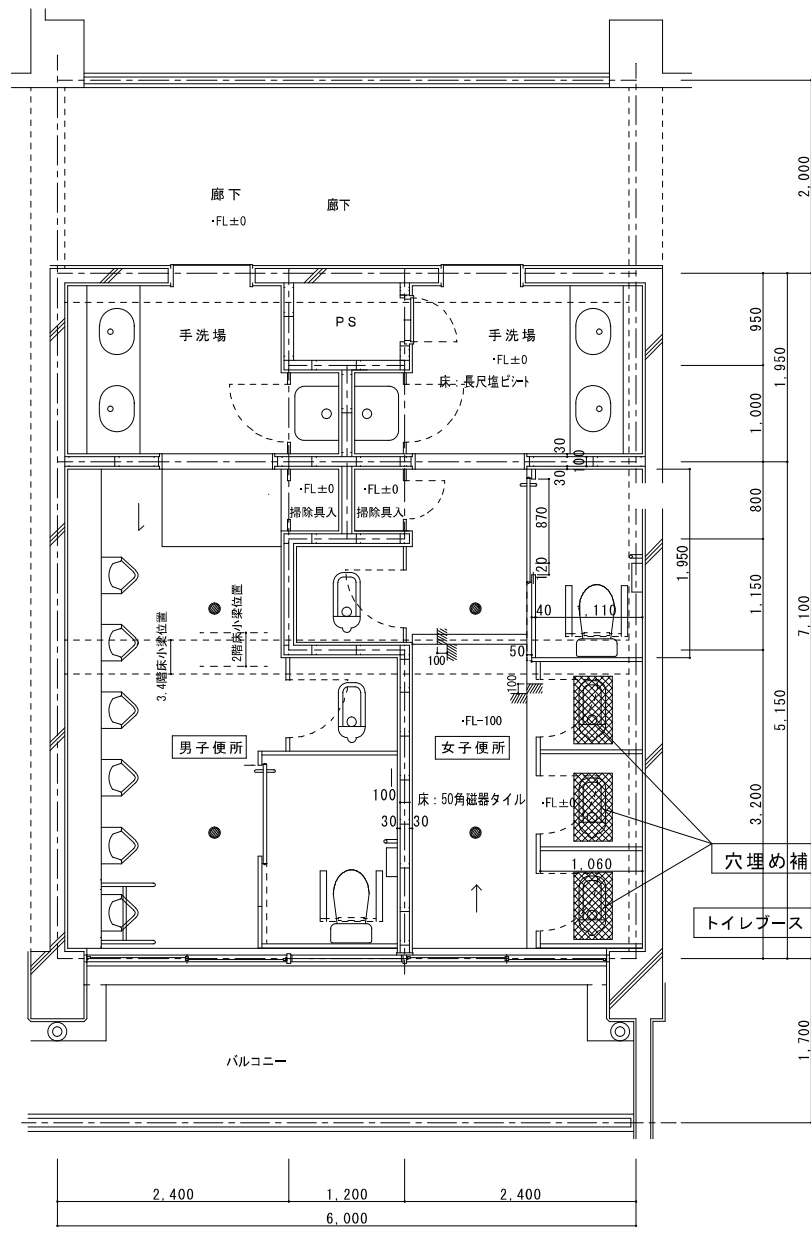 廊下
・FL±0
廊下
2,000
手洗場
PS
手洗場
・FL±0
床：長尺塩ビシート
950
1,950
1,000
30
100
30
・FL±0
掃除具入
・FL±0
掃除具入
870
120
800
1,950
1,150
7,100
3.4階床小梁位置
2階床小梁位置
40
1,110
100
50
100
5,150
・FL-100
男子便所
女子便所
100
床：50角磁器タイル
・FL±0
30
30
3,200
1,060
穴埋め補
トイレブース
バルコニー
1,700
2,400
1,200
2,400
6,000